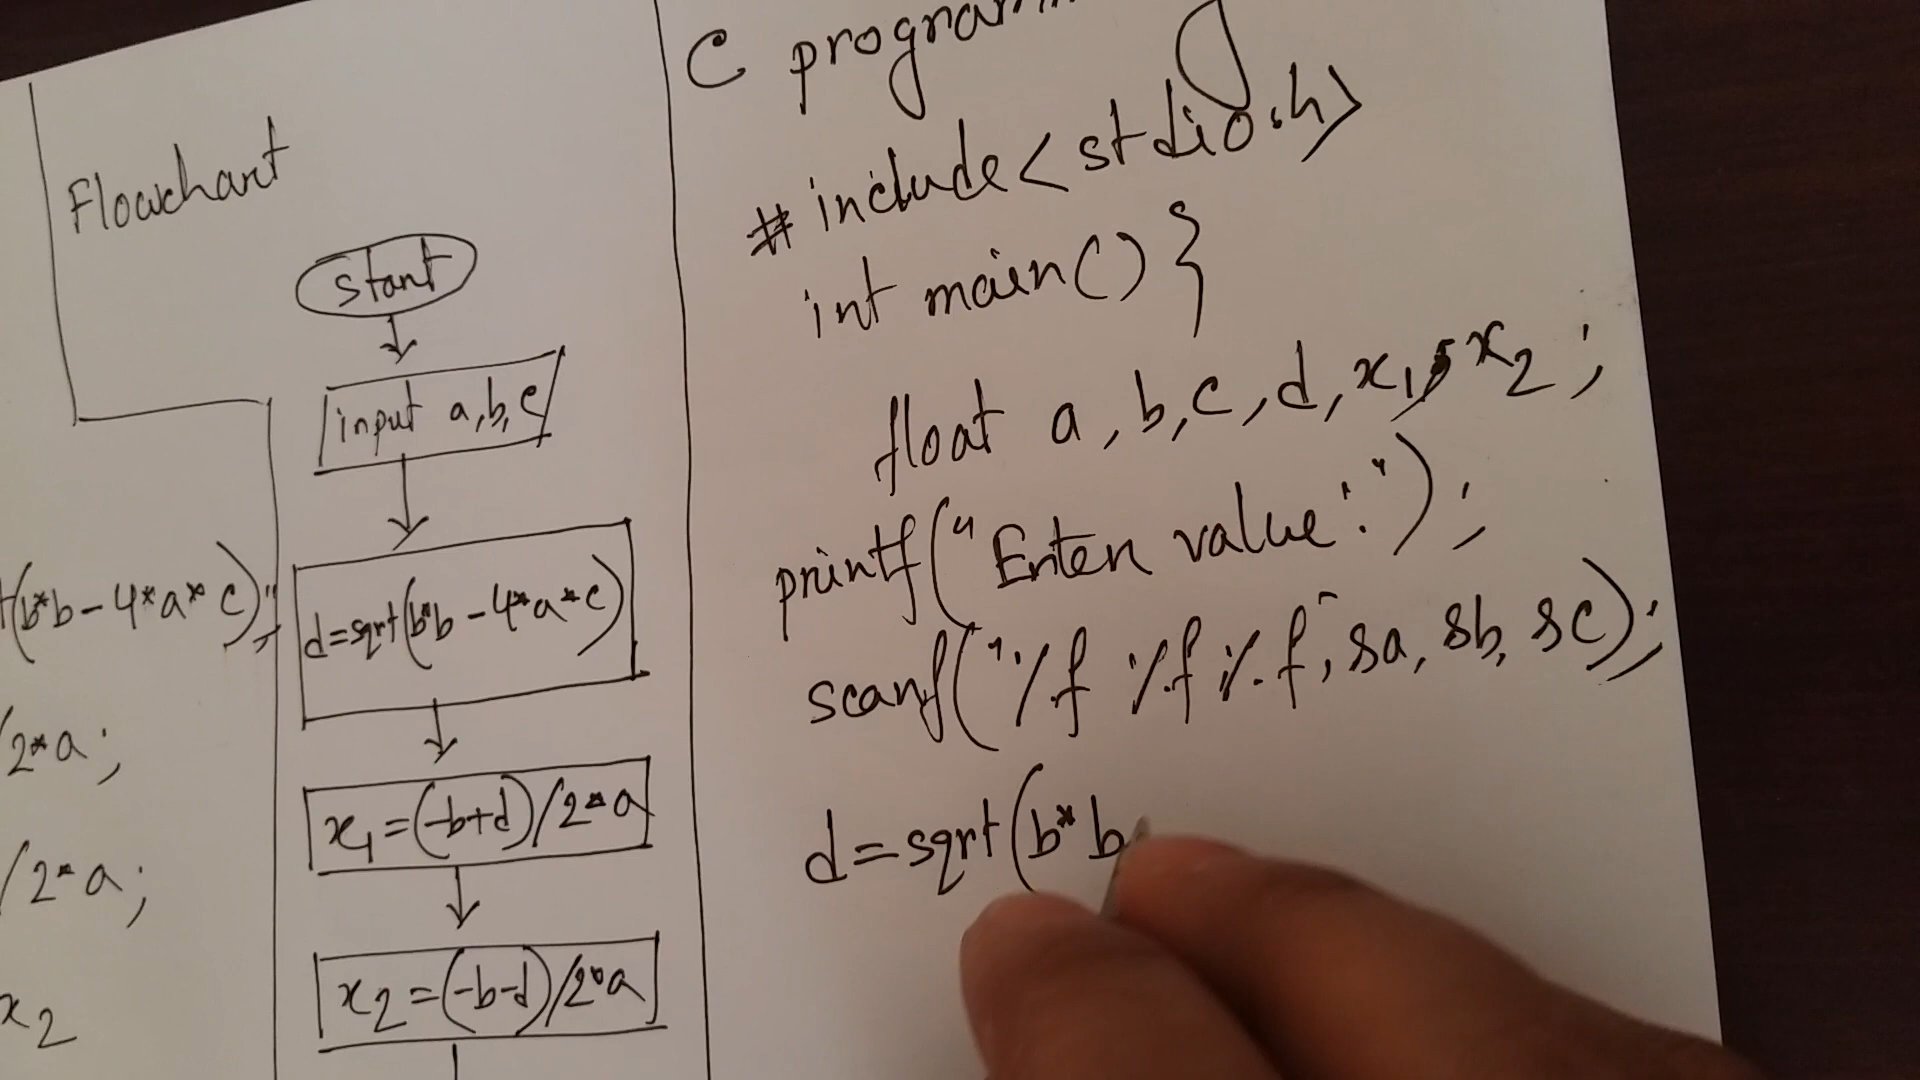 (b*b-4*a*c);
/2*a;
/2*a;
x2
Flowchart
start
input a,b,c
d=sqrt(b*b-4*a*c)
x1=(-b+d)/2*a
x2=(-b-d)/2*a
C
#include<stdio.h>
int main(){
float a,b,c,d,x1,x2;
printf("Enter value:");
scanf("%f %f %f", &a, &b, &c);
d=sqrt(b*b